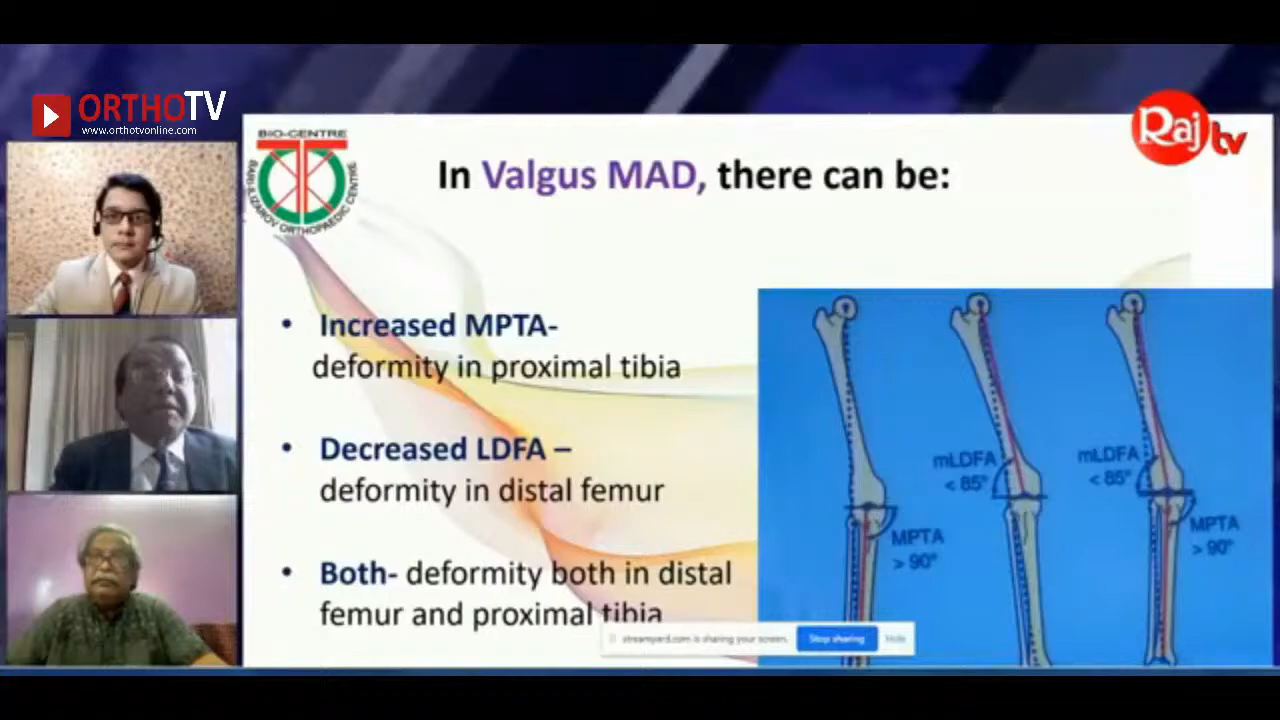 ORTHOTV
www.orthotvonline.com
BIO-CENTRE
BARI-ILIZAROV ORTHOPAEDIC CENTRE
Raj tv
In Valgus MAD, there can be:
• Increased MPTA-
deformity in proximal tibia
• Decreased LDFA –
deformity in distal femur
• Both- deformity both in distal
femur and proximal tibia
mLDFA
< 85°
mLDFA
< 85°
MPTA
> 90°
MPTA
> 90°
streamyard.com is sharing your screen.
Stop sharing
Hide